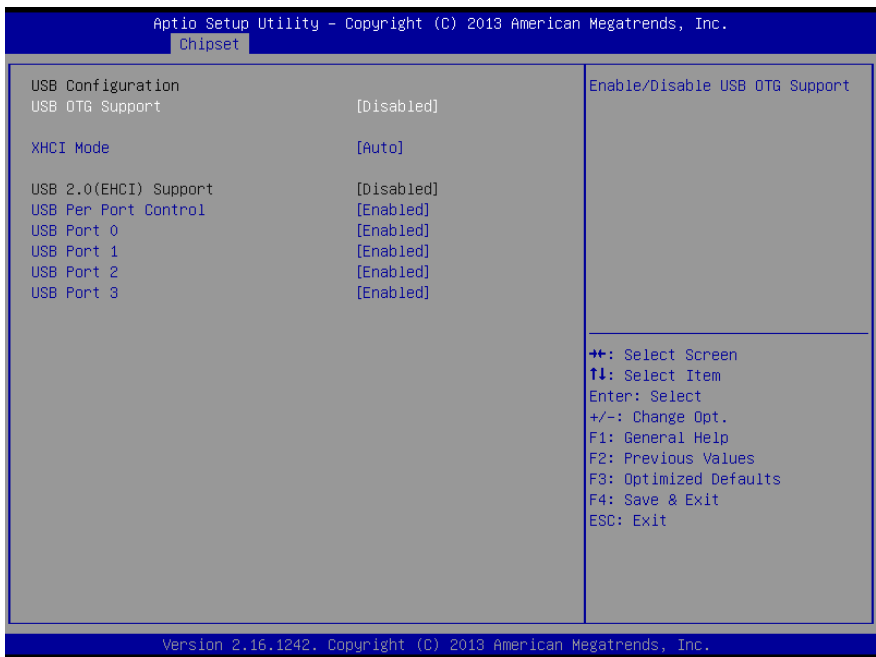 Aptio Setup Utility – Copyright (C) 2013 American Megatrends, Inc.
Chipset
USB Configuration
USB OTG Support [Disabled]
XHCI Mode [Auto]
USB 2.0(EHCI) Support [Disabled]
USB Per Port Control [Enabled]
USB Port 0 [Enabled]
USB Port 1 [Enabled]
USB Port 2 [Enabled]
USB Port 3 [Enabled]
Enable/Disable USB OTG Support
→←: Select Screen
↑↓: Select Item
Enter: Select
+/-: Change Opt.
F1: General Help
F2: Previous Values
F3: Optimized Defaults
F4: Save & Exit
ESC: Exit
Version 2.16.1242. Copyright (C) 2013 American Megatrends, Inc.